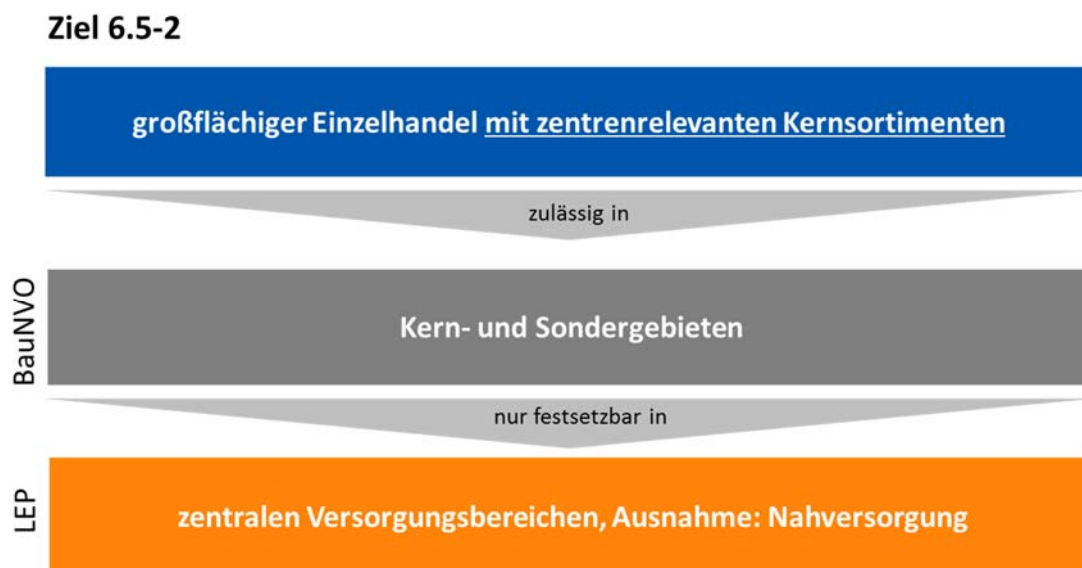 Ziel 6.5-2
großflächiger Einzelhandel mit zentrenrelevanten Kernsortimenten
zulässig in
BauNVO
Kern- und Sondergebieten
nur festsetzbar in
LEP
zentralen Versorgungsbereichen, Ausnahme: Nahversorgung